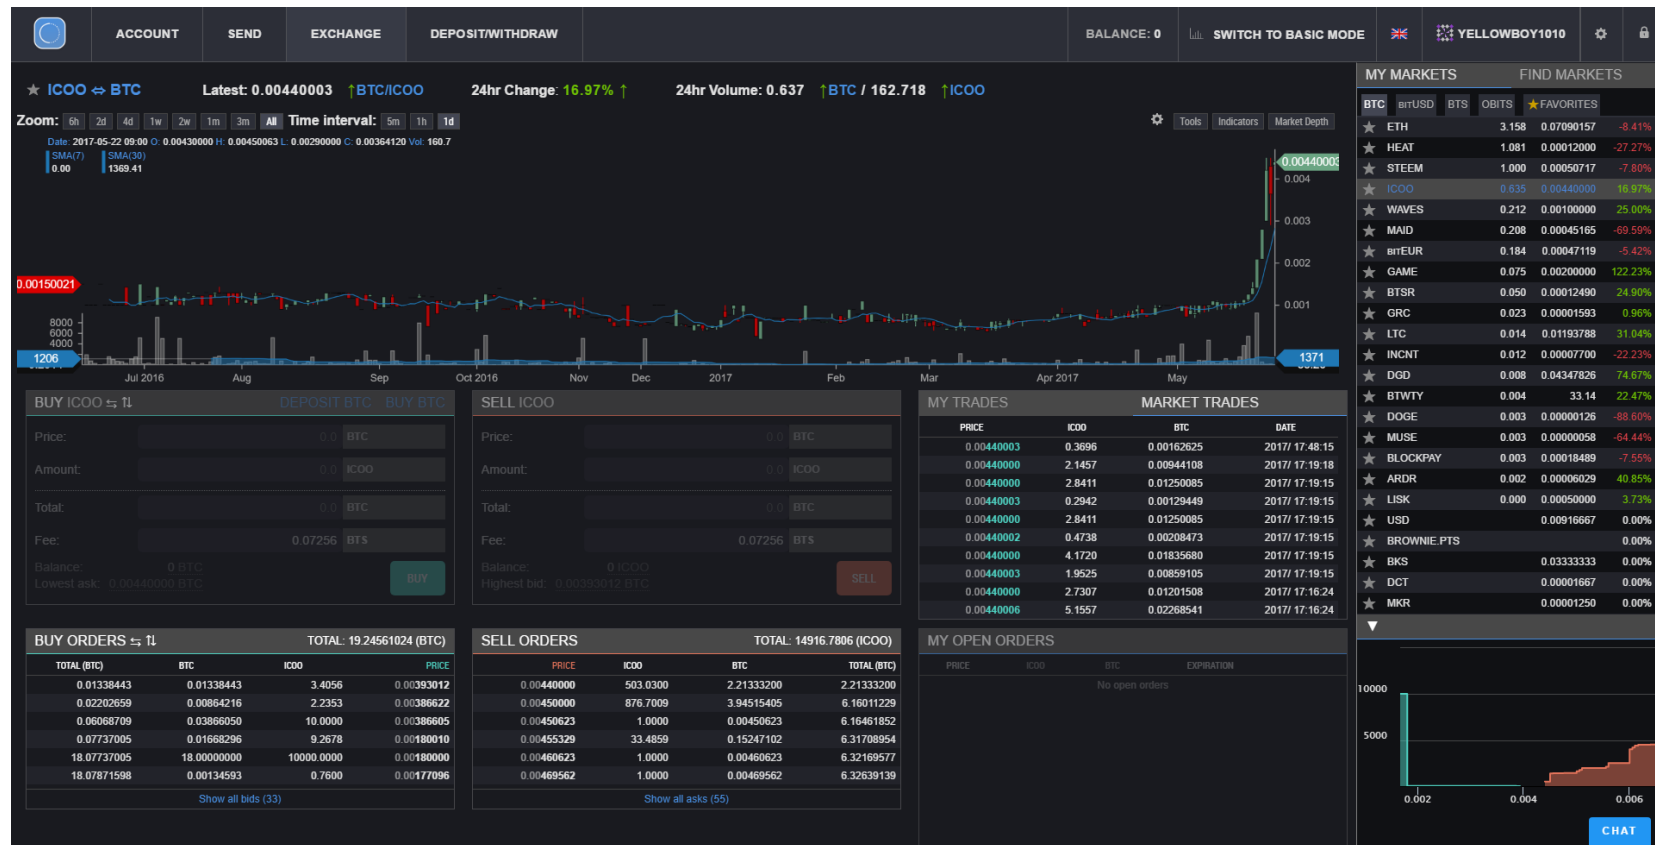 ACCOUNT SEND EXCHANGE DEPOSIT/WITHDRAW BALANCE: 0 SWITCH TO BASIC MODE YELLOWBOY1010
ICOO ⇔ BTC Latest: 0.00440003 ↑BTC/ICOO 24hr Change: 16.97% ↑ 24hr Volume: 0.637 ↑BTC / 162.718 ↑ICOO
Zoom: 6h 2d 4d 1w 2w 1m 3m All Time interval: 5m 1h 1d Tools Indicators Market Depth
Date: 2017-05-22 09:00 O: 0.00430000 H: 0.00450063 L: 0.00290000 C: 0.00364120 Vol: 160.7
SMA(7) SMA(30)
0.00 1369.41
0.00440003
0.004
0.003
0.002
0.00150021
0.001
8000
6000
4000
1206 1371
Jul 2016 Aug Sep Oct 2016 Nov Dec 2017 Feb Mar Apr 2017 May
BUY ICOO ⇆ ⇅ DEPOSIT BTC BUY BTC
Price: 0.0 BTC
Amount: 0.0 ICOO
Total: 0.0 BTC
Fee: 0.07256 BTS
Balance: 0 BTC
Lowest ask: 0.00440000 BTC
BUY
SELL ICOO
Price: 0.0 BTC
Amount: 0.0 ICOO
Total: 0.0 BTC
Fee: 0.07256 BTS
Balance: 0 ICOO
Highest bid: 0.00393012 BTC
SELL
MY TRADES MARKET TRADES
PRICE ICOO BTC DATE
0.00440003 0.3696 0.00162625 2017/ 17:48:15
0.00440000 2.1457 0.00944108 2017/ 17:19:18
0.00440000 2.8411 0.01250085 2017/ 17:19:15
0.00440003 0.2942 0.00129449 2017/ 17:19:15
0.00440000 2.8411 0.01250085 2017/ 17:19:15
0.00440002 0.4738 0.00208473 2017/ 17:19:15
0.00440000 4.1720 0.01835680 2017/ 17:19:15
0.00440003 1.9525 0.00859105 2017/ 17:19:15
0.00440000 2.7307 0.01201508 2017/ 17:16:24
0.00440006 5.1557 0.02268541 2017/ 17:16:24
BUY ORDERS ⇆ ⇅ TOTAL: 19.24561024 (BTC)
TOTAL (BTC) BTC ICOO PRICE
0.01338443 0.01338443 3.4056 0.00393012
0.02202659 0.00864216 2.2353 0.00386622
0.06068709 0.03866050 10.0000 0.00386605
0.07737005 0.01668296 9.2678 0.00180010
18.07737005 18.00000000 10000.0000 0.00180000
18.07871598 0.00134593 0.7600 0.00177096
Show all bids (33)
SELL ORDERS TOTAL: 14916.7806 (ICOO)
PRICE ICOO BTC TOTAL (BTC)
0.00440000 503.0300 2.21333200 2.21333200
0.00450000 876.7009 3.94515405 6.16011229
0.00450623 1.0000 0.00450623 6.16461852
0.00455329 33.4859 0.15247102 6.31708954
0.00460623 1.0000 0.00460623 6.32169577
0.00469562 1.0000 0.00469562 6.32639139
Show all asks (55)
MY OPEN ORDERS
PRICE ICOO BTC EXPIRATION
No open orders
MY MARKETS FIND MARKETS
BTC BITUSD BTS OBITS ★FAVORITES
ETH 3.158 0.07090157 -8.41%
HEAT 1.081 0.00012000 -27.27%
STEEM 1.000 0.00050717 -7.80%
ICOO 0.635 0.00440000 16.97%
WAVES 0.212 0.00100000 25.00%
MAID 0.208 0.00045165 -69.59%
BITEUR 0.184 0.00047119 -5.42%
GAME 0.075 0.00200000 122.23%
BTSR 0.050 0.00012490 24.90%
GRC 0.023 0.00001593 0.96%
LTC 0.014 0.01193788 31.04%
INCNT 0.012 0.00007700 -22.23%
DGD 0.008 0.04347826 74.67%
BTWTY 0.004 33.14 22.47%
DOGE 0.003 0.00000126 -88.60%
MUSE 0.003 0.00000058 -64.44%
BLOCKPAY 0.003 0.00018489 -7.55%
ARDR 0.002 0.00006029 40.85%
LISK 0.000 0.00050000 3.73%
USD 0.00916667 0.00%
BROWNIE.PTS 0.00%
BKS 0.03333333 0.00%
DCT 0.00001667 0.00%
MKR 0.00001250 0.00%
10000
5000
0.002 0.004 0.006
CHAT